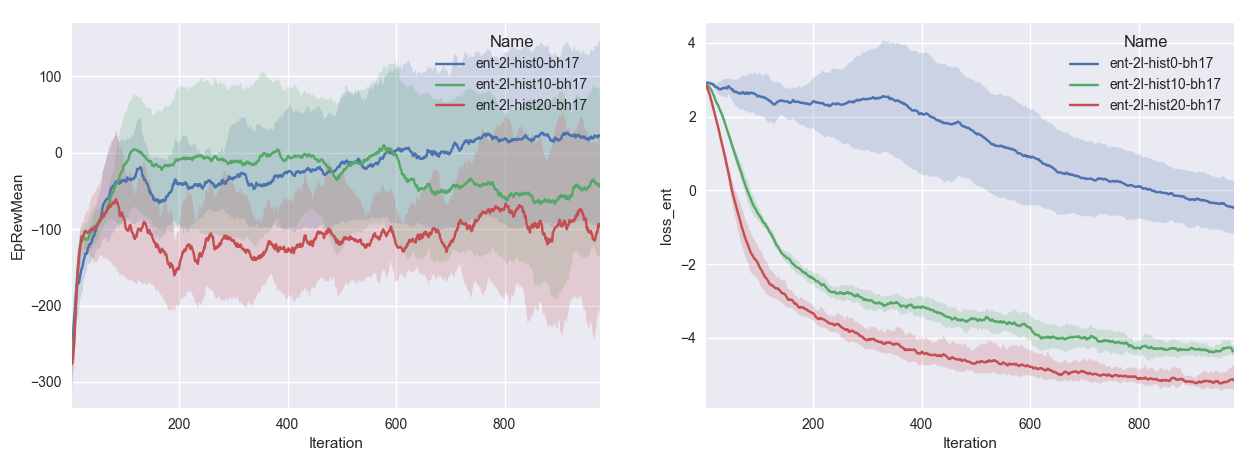 Name
ent-2l-hist0-bh17
ent-2l-hist10-bh17
ent-2l-hist20-bh17
100
0
−100
−200
−300
EpRewMean
200
400
600
800
Iteration
Name
ent-2l-hist0-bh17
ent-2l-hist10-bh17
ent-2l-hist20-bh17
4
2
0
−2
−4
loss_ent
200
400
600
800
Iteration